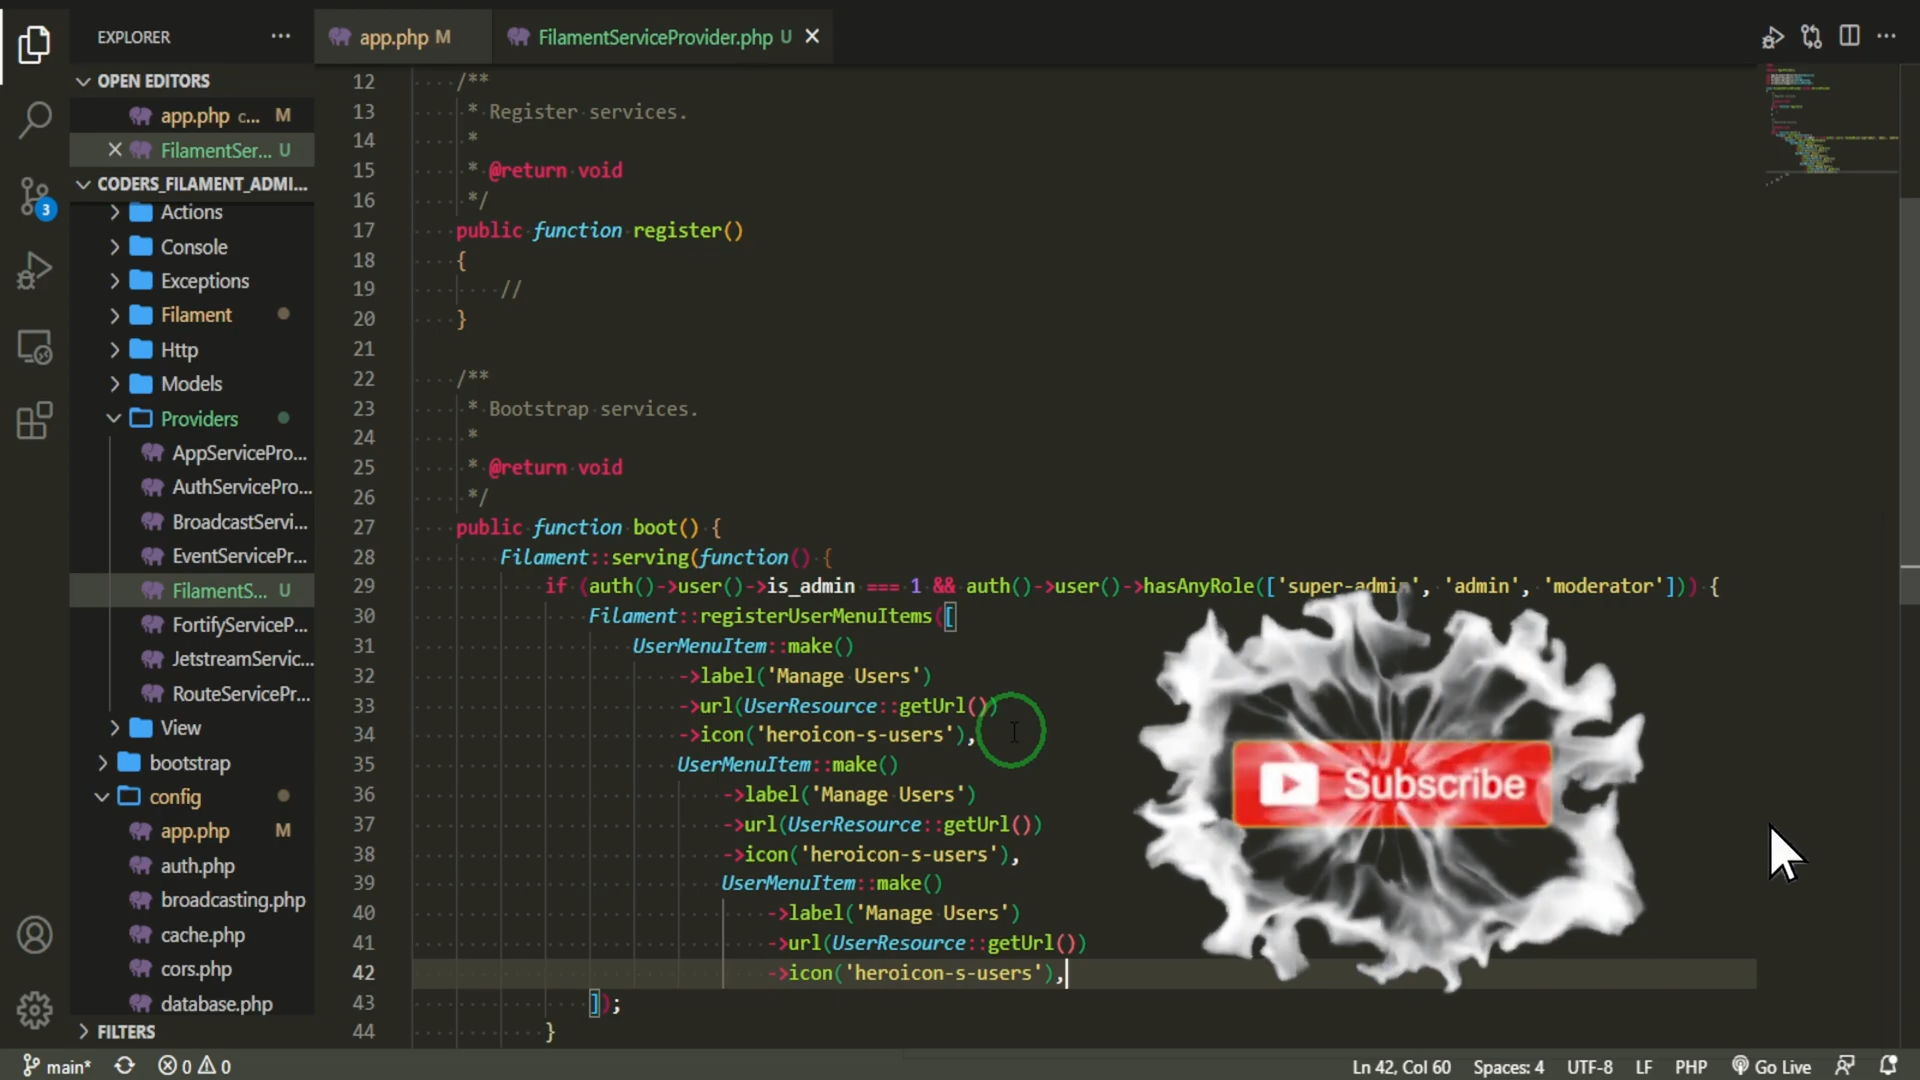 EXPLORER
app.php M
FilamentServiceProvider.php U
OPEN EDITORS
app.php c... M
FilamentSer... U
CODERS_FILAMENT_ADMI...
Actions
Console
Exceptions
Filament
Http
Models
Providers
AppServicePro...
AuthServicePro...
BroadcastServi...
EventServicePr...
FilamentS... U
FortifyServiceP...
JetstreamServic...
RouteServicePr...
View
bootstrap
config
app.php M
auth.php
broadcasting.php
cache.php
cors.php
database.php
FILTERS
3
12 /**
13 * Register services.
14 *
15 * @return void
16 */
17 public function register()
18 {
19 //
20 }
21
22 /**
23 * Bootstrap services.
24 *
25 * @return void
26 */
27 public function boot() {
28 Filament::serving(function() {
29 if (auth()->user()->is_admin === 1 && auth()->user()->hasAnyRole(['super-admin', 'admin', 'moderator'])) {
30 Filament::registerUserMenuItems([
31 UserMenuItem::make()
32 ->label('Manage Users')
33 ->url(UserResource::getUrl())
34 ->icon('heroicon-s-users'),
35 UserMenuItem::make()
36 ->label('Manage Users')
37 ->url(UserResource::getUrl())
38 ->icon('heroicon-s-users'),
39 UserMenuItem::make()
40 ->label('Manage Users')
41 ->url(UserResource::getUrl())
42 ->icon('heroicon-s-users'),
43 ]);
44 }
Subscribe
main* 0 0 Ln 42, Col 60 Spaces: 4 UTF-8 LF PHP Go Live